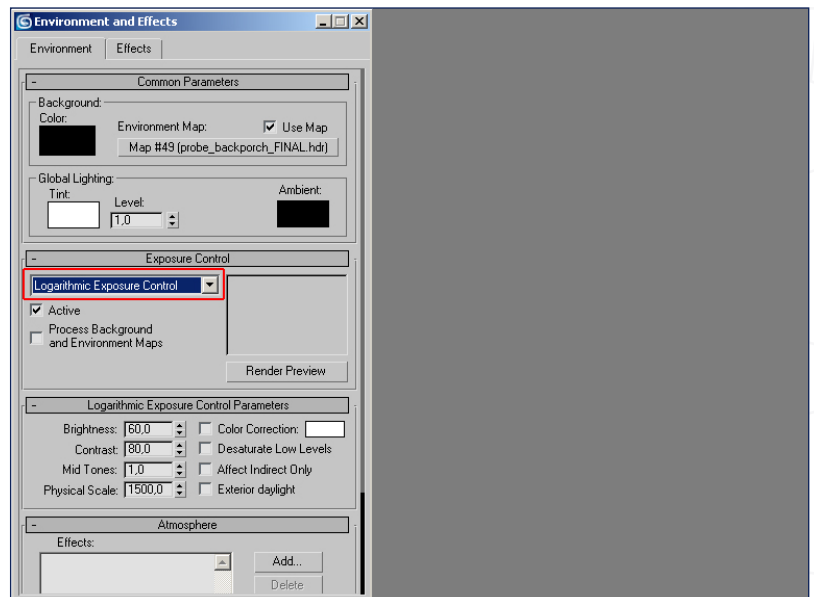 Environment and Effects
Environment Effects
- Common Parameters
Background:
Color:
Environment Map: Use Map
Map #49 (probe_backporch_FINAL.hdr)
Global Lighting:
Tint: Level: Ambient:
1,0
- Exposure Control
Logarithmic Exposure Control
Active
Process Background
and Environment Maps
Render Preview
- Logarithmic Exposure Control Parameters
Brightness: 60,0 Color Correction:
Contrast: 80,0 Desaturate Low Levels
Mid Tones: 1,0 Affect Indirect Only
Physical Scale: 1500,0 Exterior daylight
- Atmosphere
Effects:
Add...
Delete